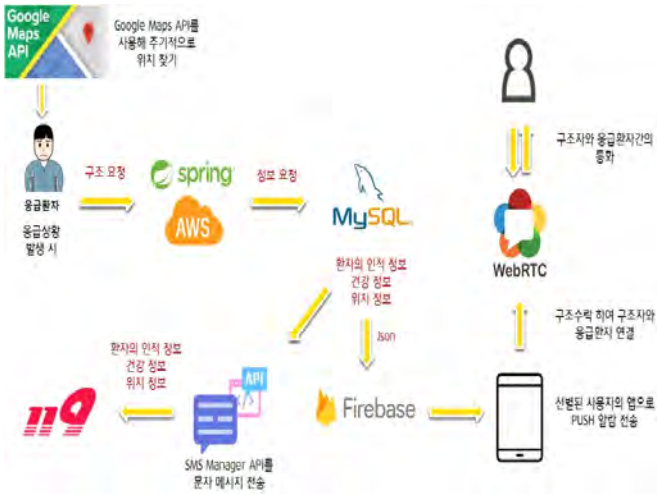 Google
Maps
API
Google Maps API를
사용해 주기적으로
위치 찾기
응급환자
응급상황
발생 시
구조 요청
spring
AWS
정보 요청
MySQL
환자의 인적 정보
건강 정보
위치 정보
Json
구조자와 응급환자간의
통화
WebRTC
구조수락 하여 구조자와
응급환자 연결
환자의 인적 정보
건강 정보
위치 정보
119
API
</>
SMS Manager API를
문자 메시지 전송
Firebase
선별된 사용자의 앱으로
PUSH 알람 전송